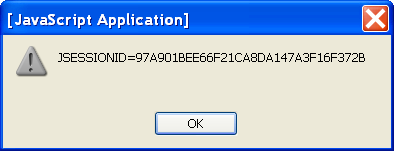 [JavaScript Application]
JSESSIONID=97A901BEE66F21CA8DA147A3F16F372B
OK